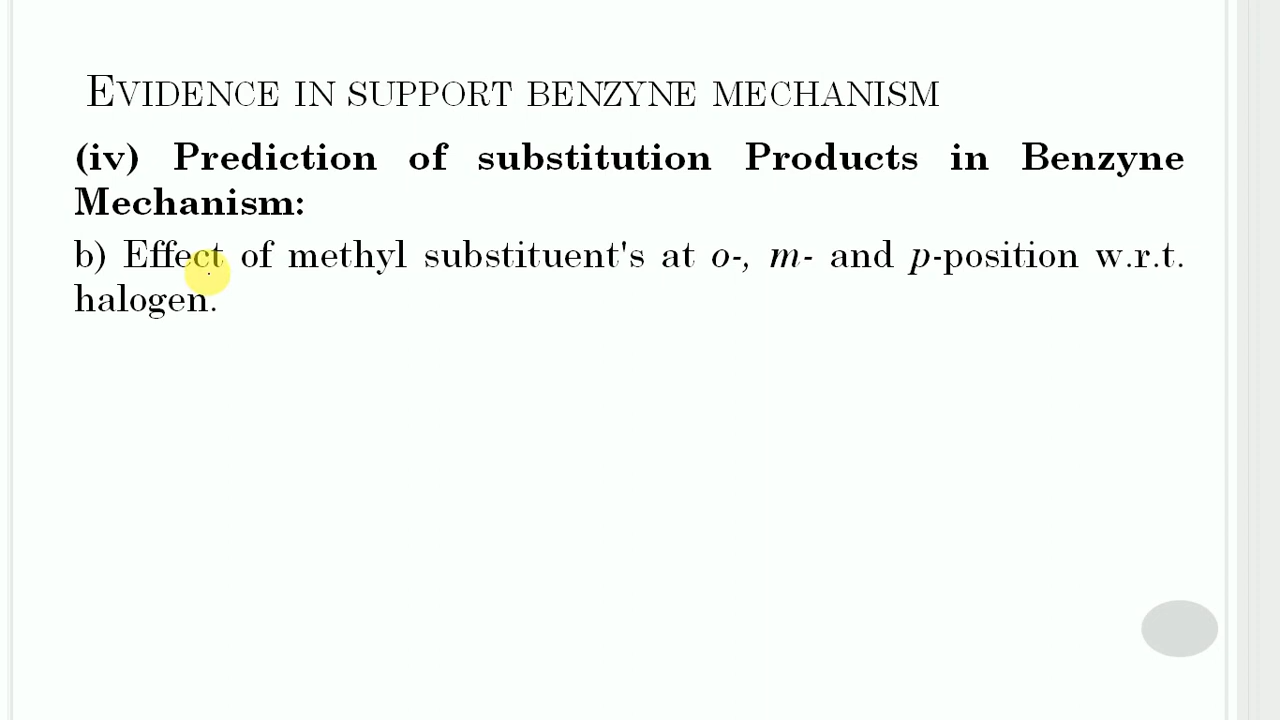 EVIDENCE IN SUPPORT BENZYNE MECHANISM
(iv) Prediction of substitution Products in Benzyne
Mechanism:
b) Effect of methyl substituent's at o-, m- and p-position w.r.t.
halogen.